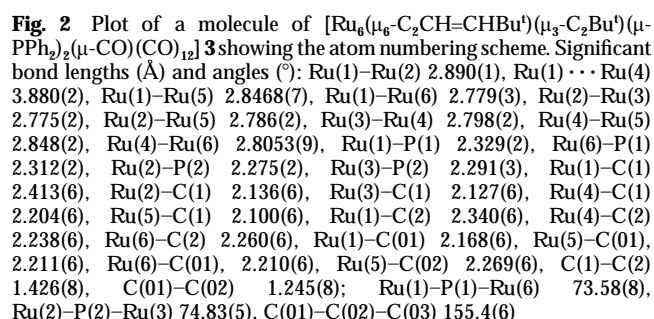 Fig. 2 Plot of a molecule of [Ru₆(μ₆-C₂CH=CHBuᵗ)(μ₃-C₂Buᵗ)(μ-
PPh₂)₂(μ-CO)(CO)₁₂] 3 showing the atom numbering scheme. Significant
bond lengths (Å) and angles (°): Ru(1)–Ru(2) 2.890(1), Ru(1) · · · Ru(4)
3.880(2), Ru(1)–Ru(5) 2.8468(7), Ru(1)–Ru(6) 2.779(3), Ru(2)–Ru(3)
2.775(2), Ru(2)–Ru(5) 2.786(2), Ru(3)–Ru(4) 2.798(2), Ru(4)–Ru(5)
2.848(2), Ru(4)–Ru(6) 2.8053(9), Ru(1)–P(1) 2.329(2), Ru(6)–P(1)
2.312(2), Ru(2)–P(2) 2.275(2), Ru(3)–P(2) 2.291(3), Ru(1)–C(1)
2.413(6), Ru(2)–C(1) 2.136(6), Ru(3)–C(1) 2.127(6), Ru(4)–C(1)
2.204(6), Ru(5)–C(1) 2.100(6), Ru(1)–C(2) 2.340(6), Ru(4)–C(2)
2.238(6), Ru(6)–C(2) 2.260(6), Ru(1)–C(01) 2.168(6), Ru(5)–C(01),
2.211(6), Ru(6)–C(01), 2.210(6), Ru(5)–C(02) 2.269(6), C(1)–C(2)
1.426(8), C(01)–C(02) 1.245(8); Ru(1)–P(1)–Ru(6) 73.58(8),
Ru(2)–P(2)–Ru(3) 74.83(5), C(01)–C(02)–C(03) 155.4(6)